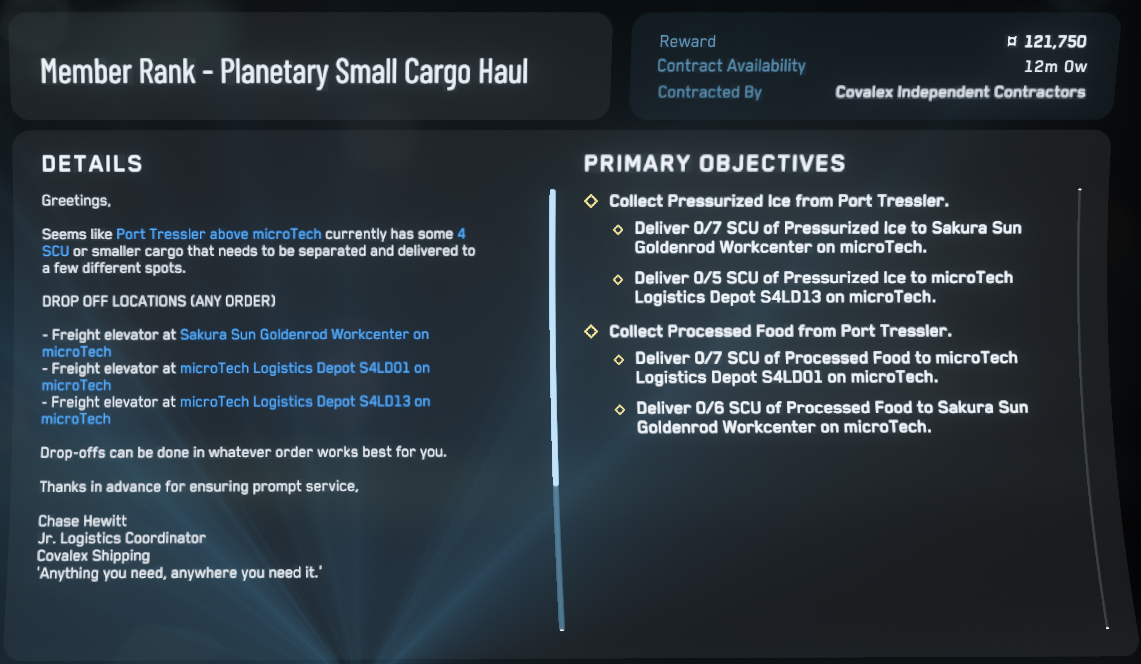 Member Rank - Planetary Small Cargo Haul
Reward ¤ 121,750
Contract Availability 12m 0w
Contracted By Covalex Independent Contractors
DETAILS
Greetings,
Seems like Port Tressler above microTech currently has some 4
SCU or smaller cargo that needs to be separated and delivered to
a few different spots.
DROP OFF LOCATIONS (ANY ORDER)
- Freight elevator at Sakura Sun Goldenrod Workcenter on
microTech
- Freight elevator at microTech Logistics Depot S4LD01 on
microTech
- Freight elevator at microTech Logistics Depot S4LD13 on
microTech
Drop-offs can be done in whatever order works best for you.
Thanks in advance for ensuring prompt service,
Chase Hewitt
Jr. Logistics Coordinator
Covalex Shipping
'Anything you need, anywhere you need it.'
PRIMARY OBJECTIVES
Collect Pressurized Ice from Port Tressler.
Deliver 0/7 SCU of Pressurized Ice to Sakura Sun
Goldenrod Workcenter on microTech.
Deliver 0/5 SCU of Pressurized Ice to microTech
Logistics Depot S4LD13 on microTech.
Collect Processed Food from Port Tressler.
Deliver 0/7 SCU of Processed Food to microTech
Logistics Depot S4LD01 on microTech.
Deliver 0/6 SCU of Processed Food to Sakura Sun
Goldenrod Workcenter on microTech.